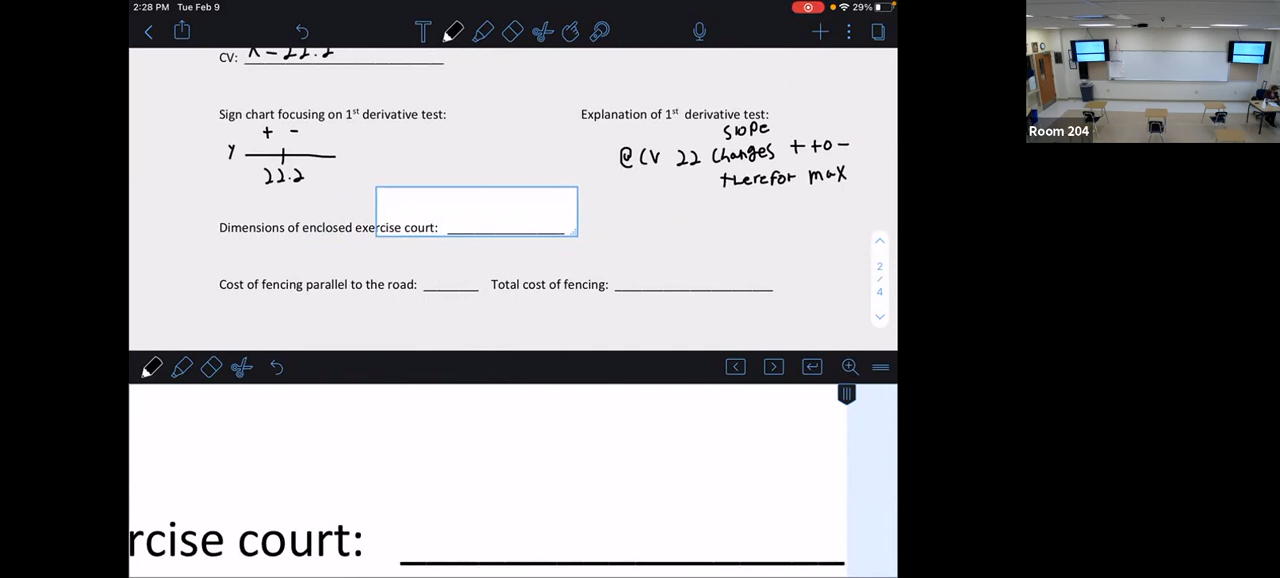 2:28 PM Tue Feb 9
29%
CV:
Sign chart focusing on 1st derivative test:
Explanation of 1st derivative test:
+ -
y
22.2
slope
@ CV 22 changes + to -
therefor max
Dimensions of enclosed exercise court:
Cost of fencing parallel to the road:
Total cost of fencing:
2
/
4
rcise court:
Room 204